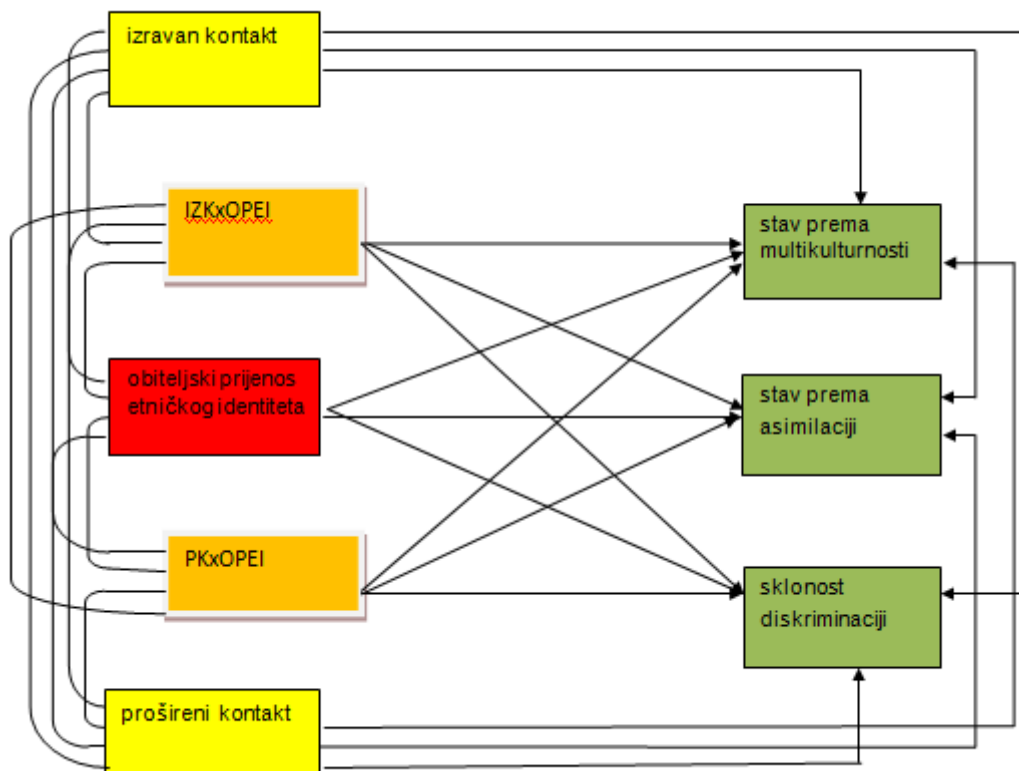 izravan kontakt
IZKxOPEI
stav prema
multikulturnosti
obiteljski prijenos
etničkog identiteta
stav prema
asimilaciji
PKxOPEI
sklonost
diskriminaciji
prošireni kontakt